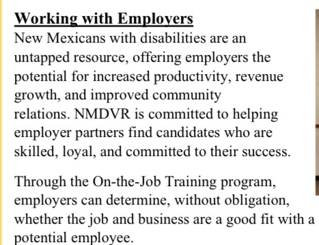 Working with Employers
New Mexicans with disabilities are an
untapped resource, offering employers the
potential for increased productivity, revenue
growth, and improved community
relations. NMDVR is committed to helping
employer partners find candidates who are
skilled, loyal, and committed to their success.
Through the On-the-Job Training program,
employers can determine, without obligation,
whether the job and business are a good fit with a
potential employee.